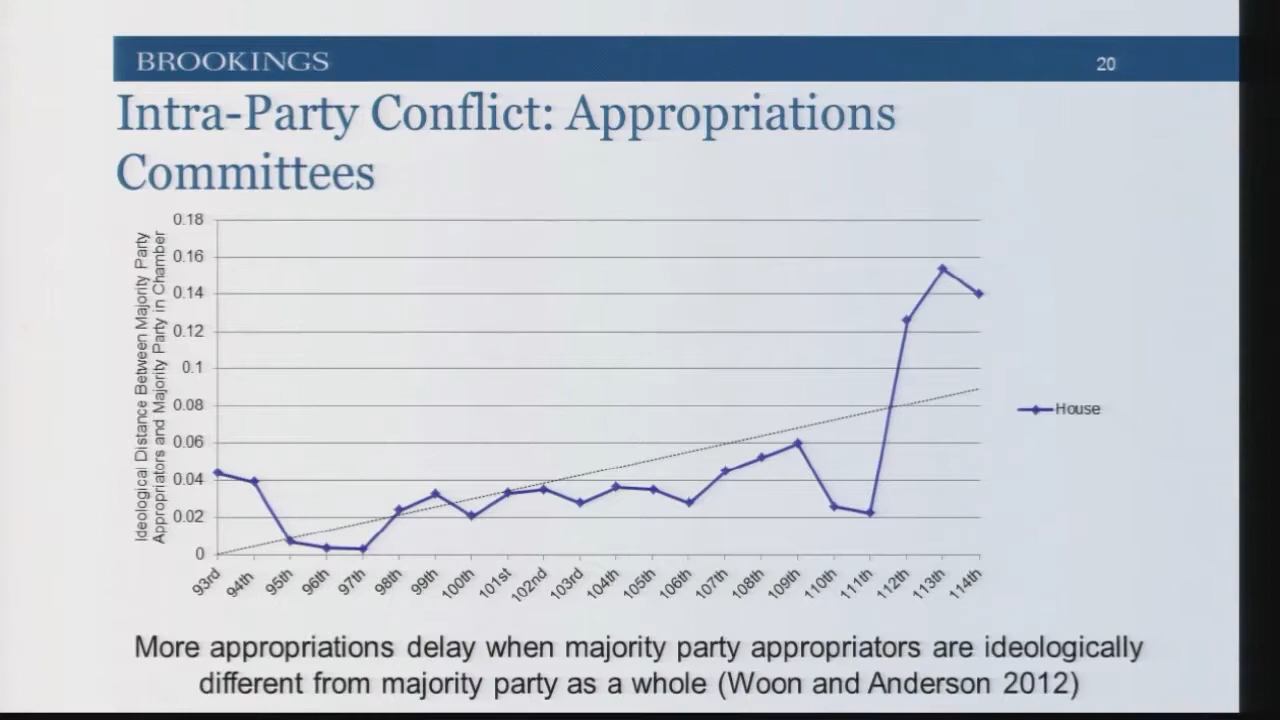 BROOKINGS
20
Intra-Party Conflict: Appropriations
Committees
Ideological Distance Between Majority Party
Appropriators and Majority Party in Chamber
0.18
0.16
0.14
0.12
0.1
0.08
0.06
0.04
0.02
0
93rd
94th
95th
96th
97th
98th
99th
100th
101st
102nd
103rd
104th
105th
106th
107th
108th
109th
110th
111th
112th
113th
114th
House
More appropriations delay when majority party appropriators are ideologically
different from majority party as a whole (Woon and Anderson 2012)